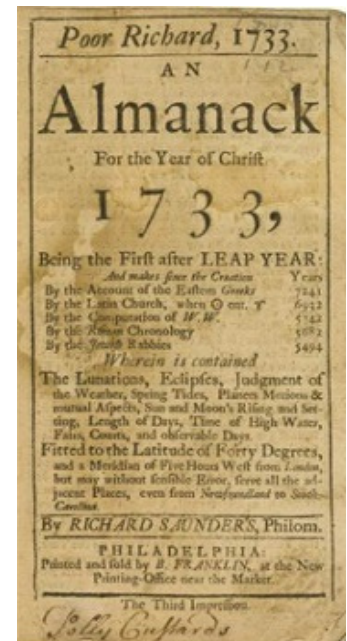 Poor Richard, 1733.
AN
Almanack
For the Year of Christ
1733,
Being the First after LEAP YEAR:
And makes since the Creation Years
By the Account of the Eastern Greeks 7241
By the Latin Church, when ☉ ent. ♈ 6932
By the Computation of W.W. 5742
By the Roman Chronology 5682
By the Jewish Rabbies 5494
Wherein is contained
The Lunations, Eclipses, Judgment of
the Weather, Spring Tides, Planets Motions &
mutual Aspects, Sun and Moon's Rising and Set-
ting, Length of Days, Time of High Water,
Fairs, Courts, and observable Days.
Fitted to the Latitude of Forty Degrees,
and a Meridian of Five Hours West from London,
but may without sensible Error, serve all the ad-
jacent Places, even from Newfoundland to South-
Carolina.
By RICHARD SAUNDERS, Philom.
PHILADELPHIA:
Printed and sold by B. FRANKLIN, at the New
Printing-Office near the Market.
The Third Impression.
Polly